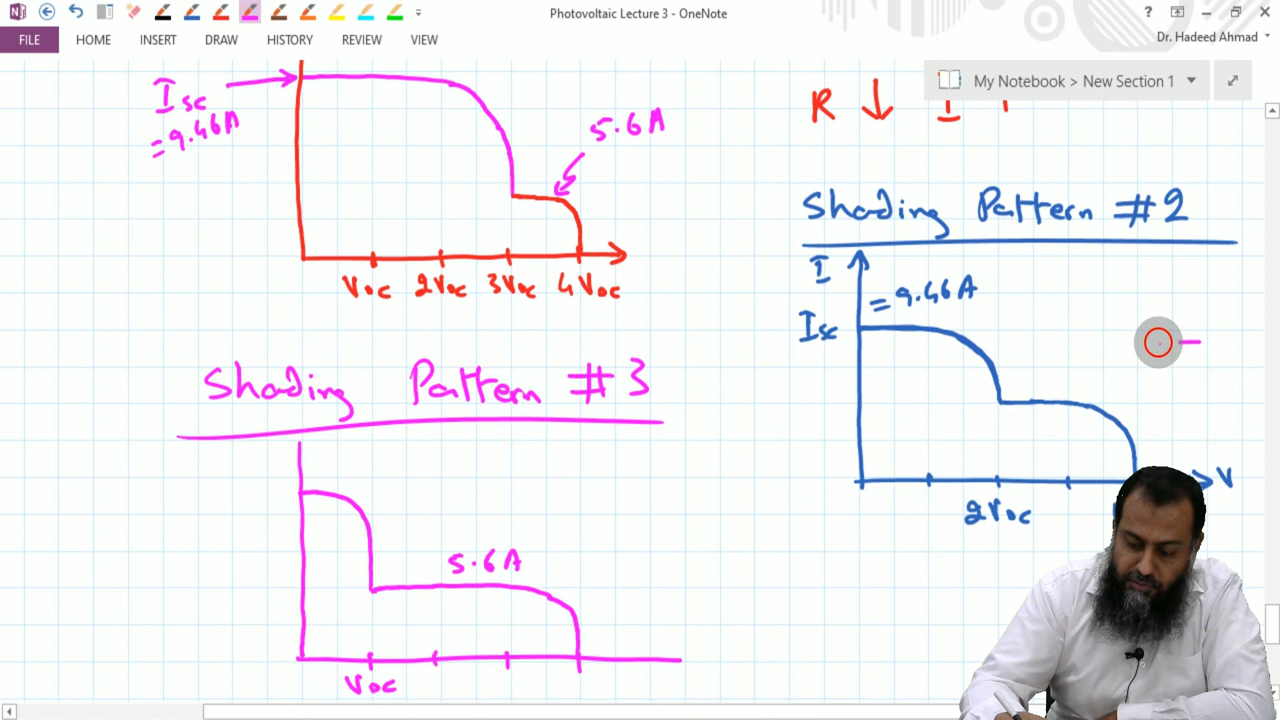 Photovoltaic Lecture 3 - OneNote
?
Dr. Hadeed Ahmad
FILE HOME INSERT DRAW HISTORY REVIEW VIEW
My Notebook > New Section 1
Isc
= 9.46A
5.6A
Voc 2Voc 3Voc 4Voc
R ↓ I
Shading Pattern #2
I
= 9.46A
Isc
V
2Voc
Shading Pattern #3
5.6A
Voc